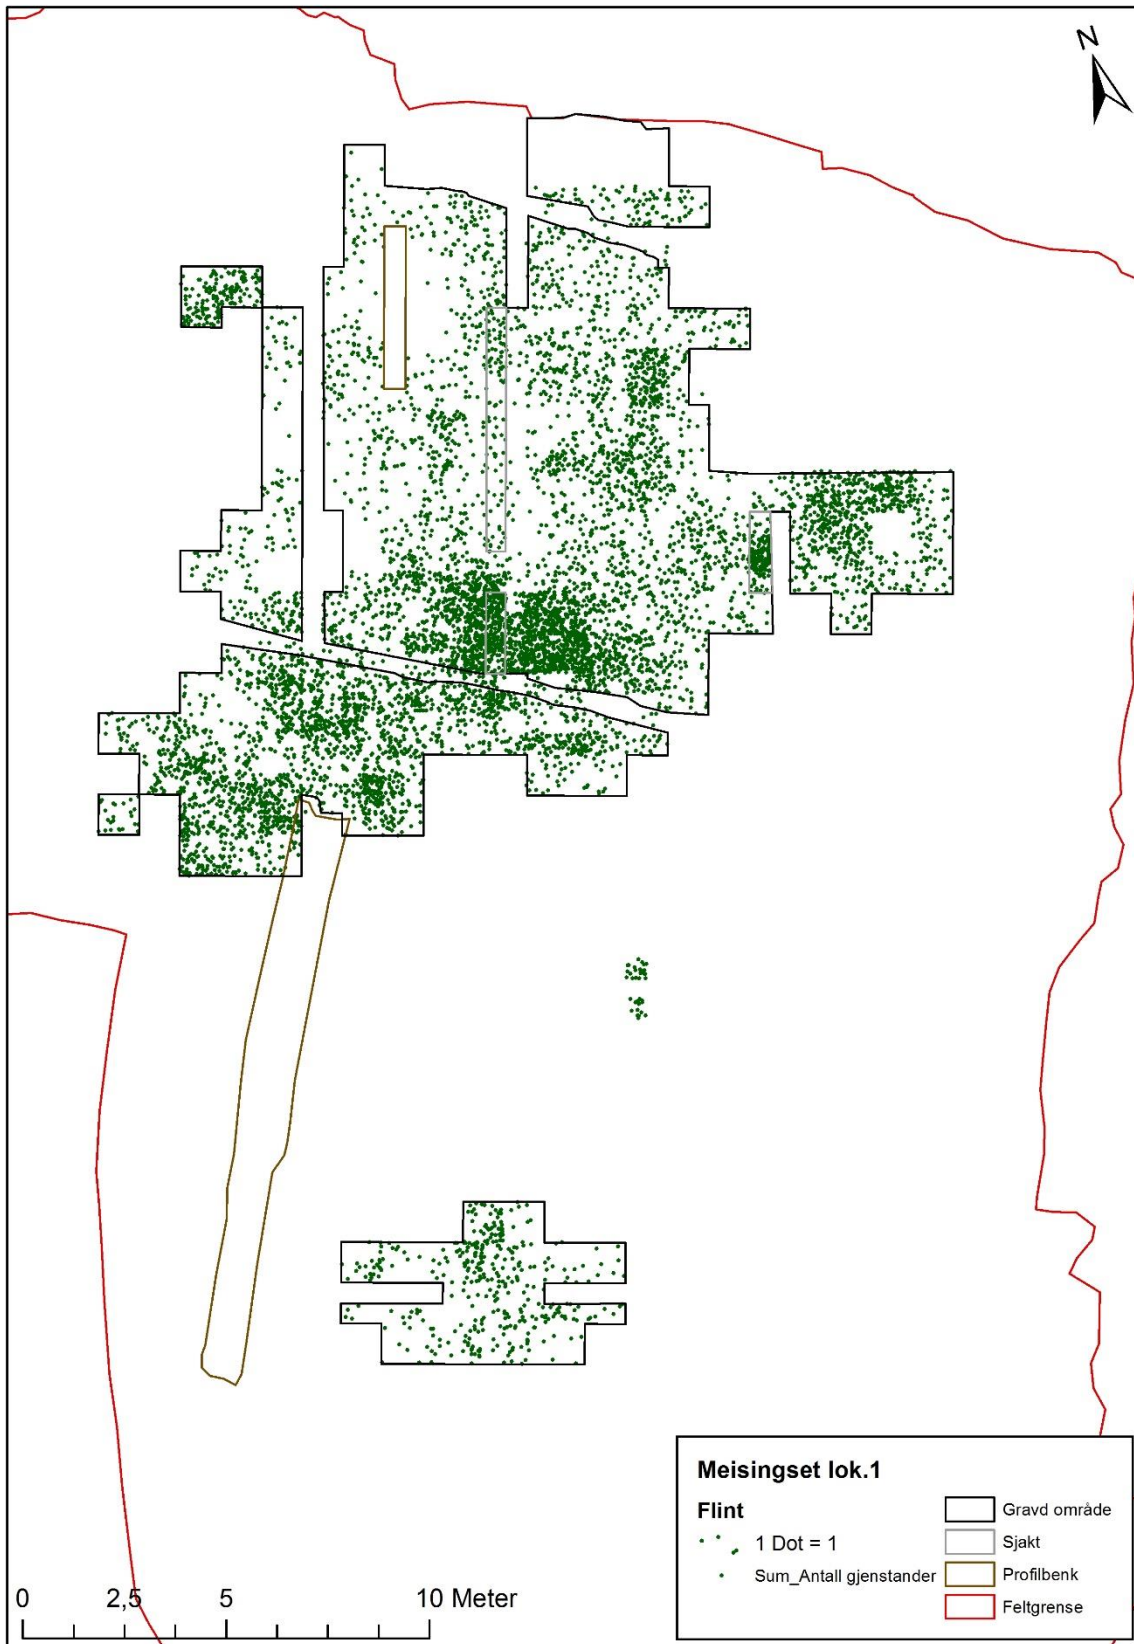 N
Meisingset lok.1
Flint
1 Dot = 1
Sum_Antall gjenstander
Gravd område
Sjakt
Profilbenk
Feltgrense
0 2,5 5 10 Meter